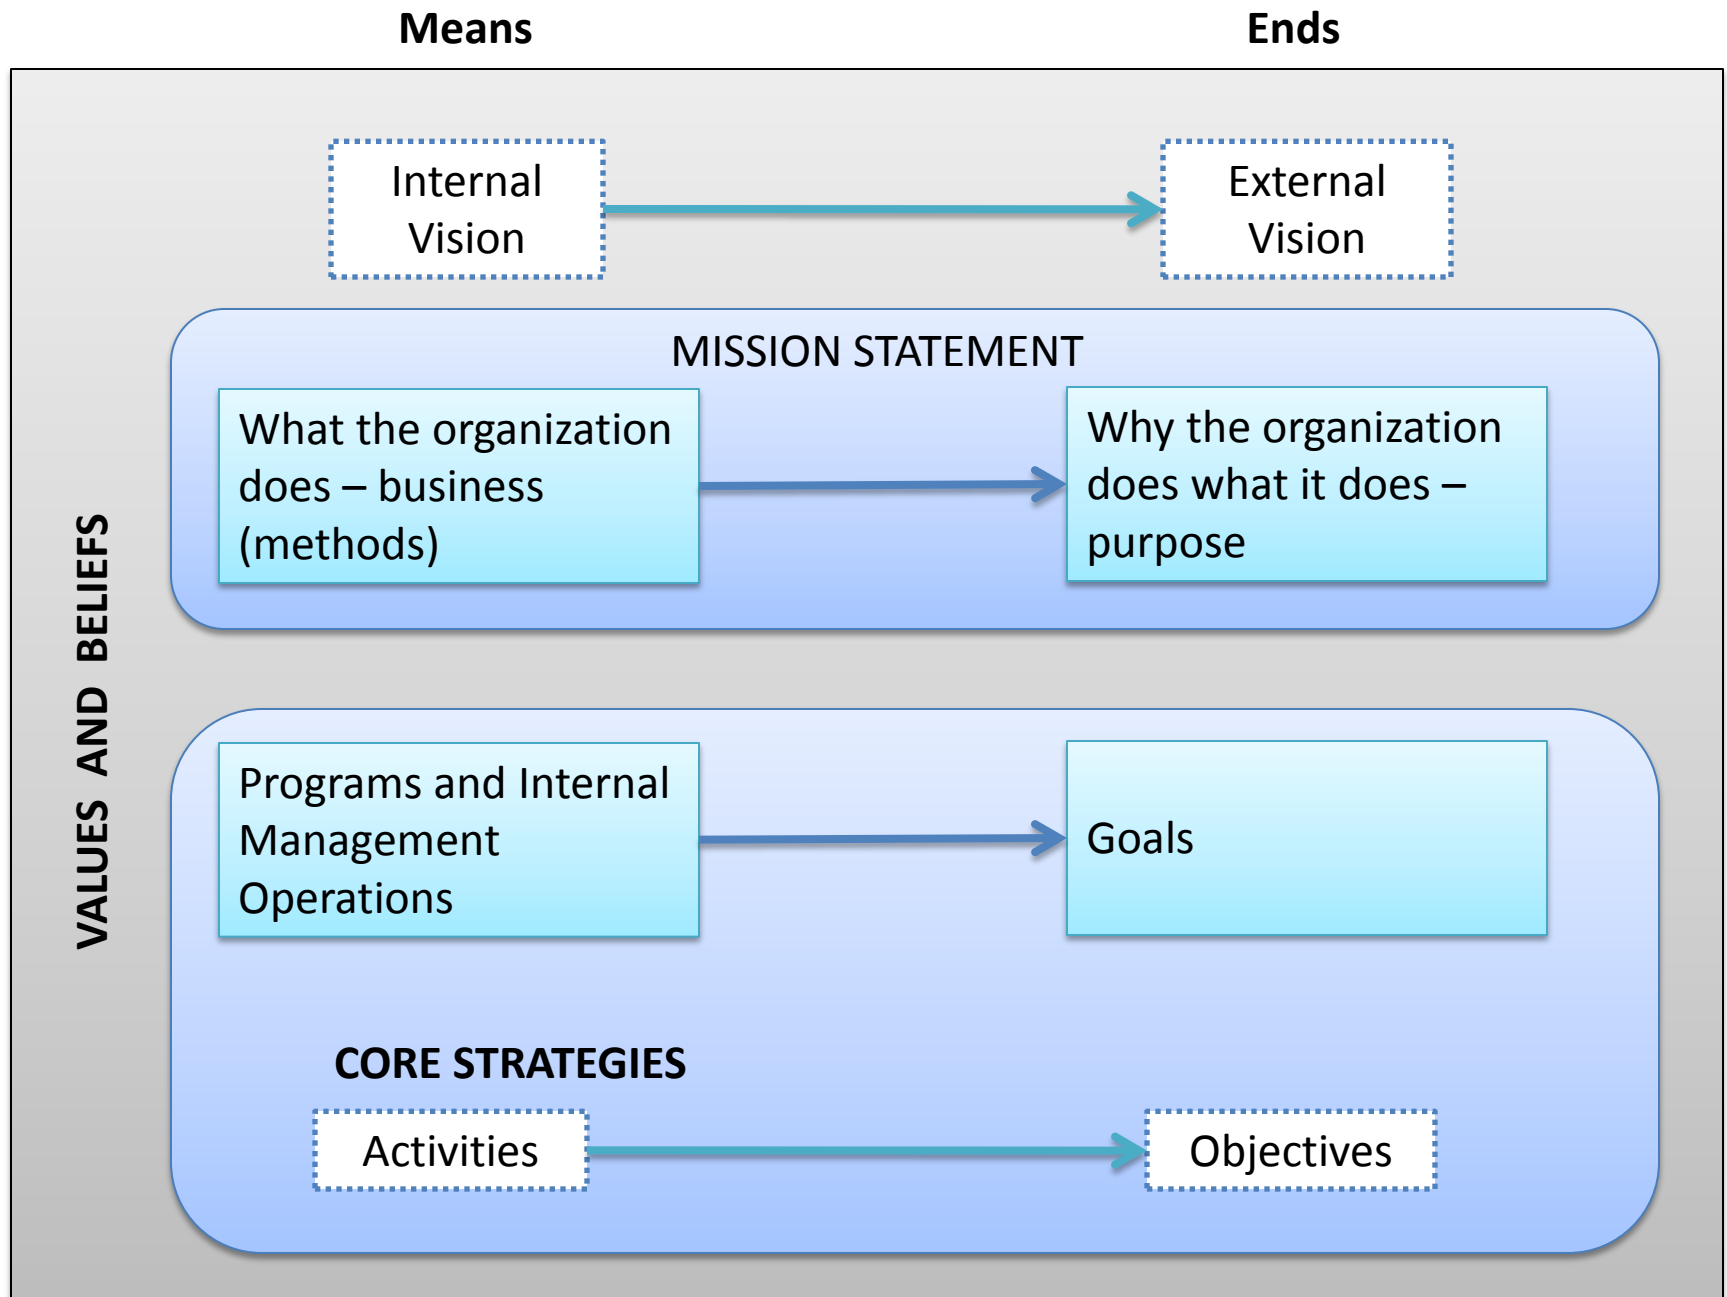 Means
Ends
Internal
Vision
External
Vision
MISSION STATEMENT
What the organization
does – business
(methods)
Why the organization
does what it does –
purpose
VALUES AND BELIEFS
Programs and Internal
Management
Operations
Goals
CORE STRATEGIES
Activities
Objectives